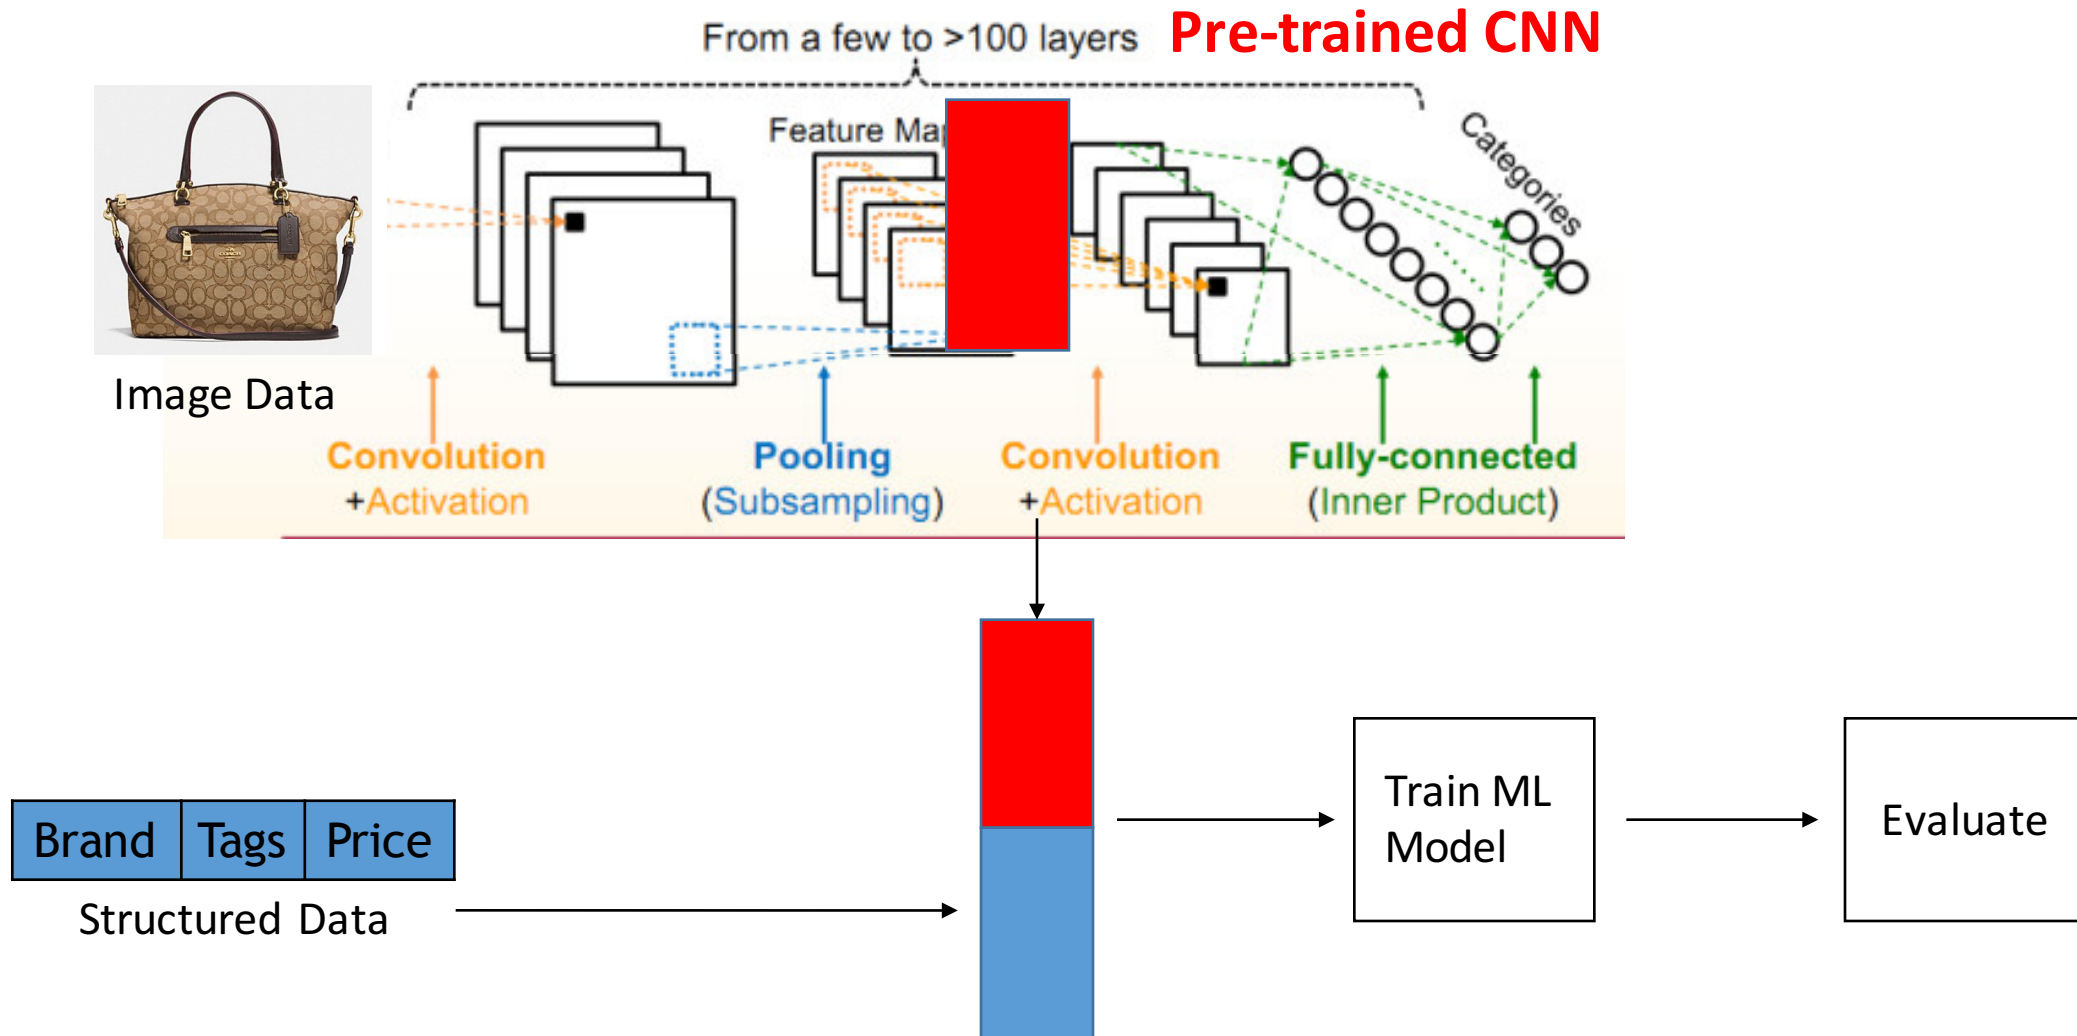 From a few to >100 layers
Pre-trained CNN
Feature Ma
Categories
COACH
Image Data
Convolution
+Activation
Pooling
(Subsampling)
Convolution
+Activation
Fully-connected
(Inner Product)
Brand Tags Price
Structured Data
Train ML
Model
Evaluate